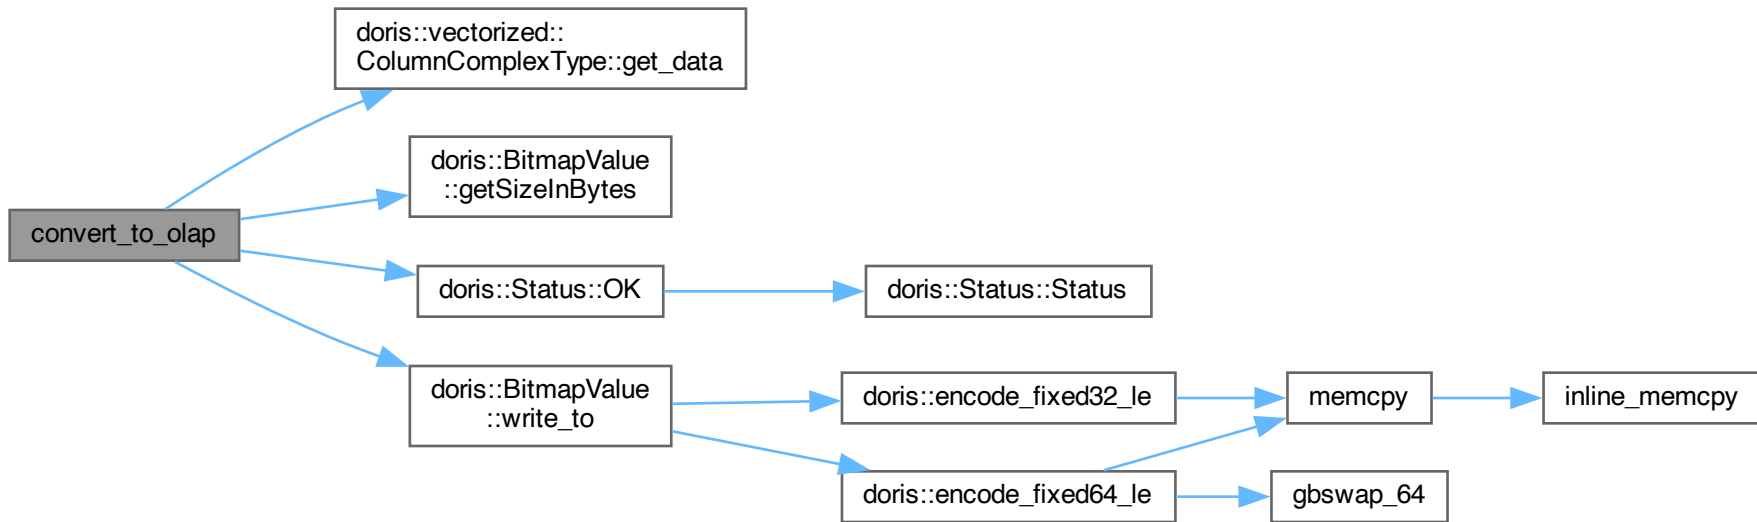 doris::vectorized::
ColumnComplexType::get_data
doris::BitmapValue
::getSizeInBytes
convert_to_olap
doris::Status::OK
doris::Status::Status
doris::BitmapValue
::write_to
doris::encode_fixed32_le
memcpy
inline_memcpy
doris::encode_fixed64_le
gbswap_64